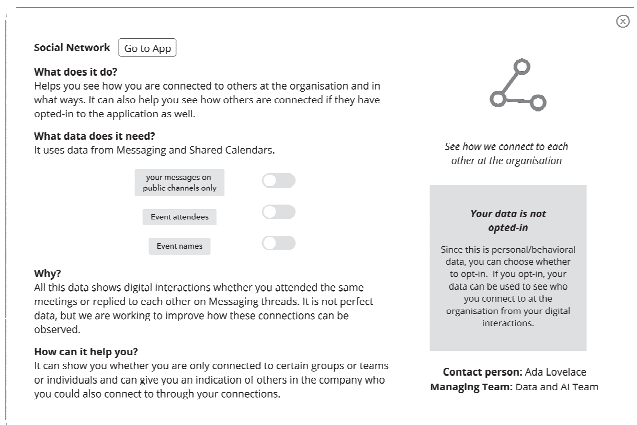 Social Network
Go to App
What does it do?
Helps you see how you are connected to others at the organisation and in
what ways. It can also help you see how others are connected if they have
opted-in to the application as well.
What data does it need?
It uses data from Messaging and Shared Calendars.
your messages on
public channels only
Event attendees
Event names
Why?
All this data shows digital interactions whether you attended the same
meetings or replied to each other on Messaging threads. It is not perfect
data, but we are working to improve how these connections can be
observed.
How can it help you?
It can show you whether you are only connected to certain groups or teams
or individuals and can give you an indication of others in the company who
you could also connect to through your connections.
See how we connect to each
other at the organisation
Your data is not
opted-in
Since this is personal/behavioral
data, you can choose whether
to opt-in. If you opt-in, your
data can be used to see who
you connect to at the
organisation from your digital
interactions.
Contact person: Ada Lovelace
Managing Team: Data and AI Team